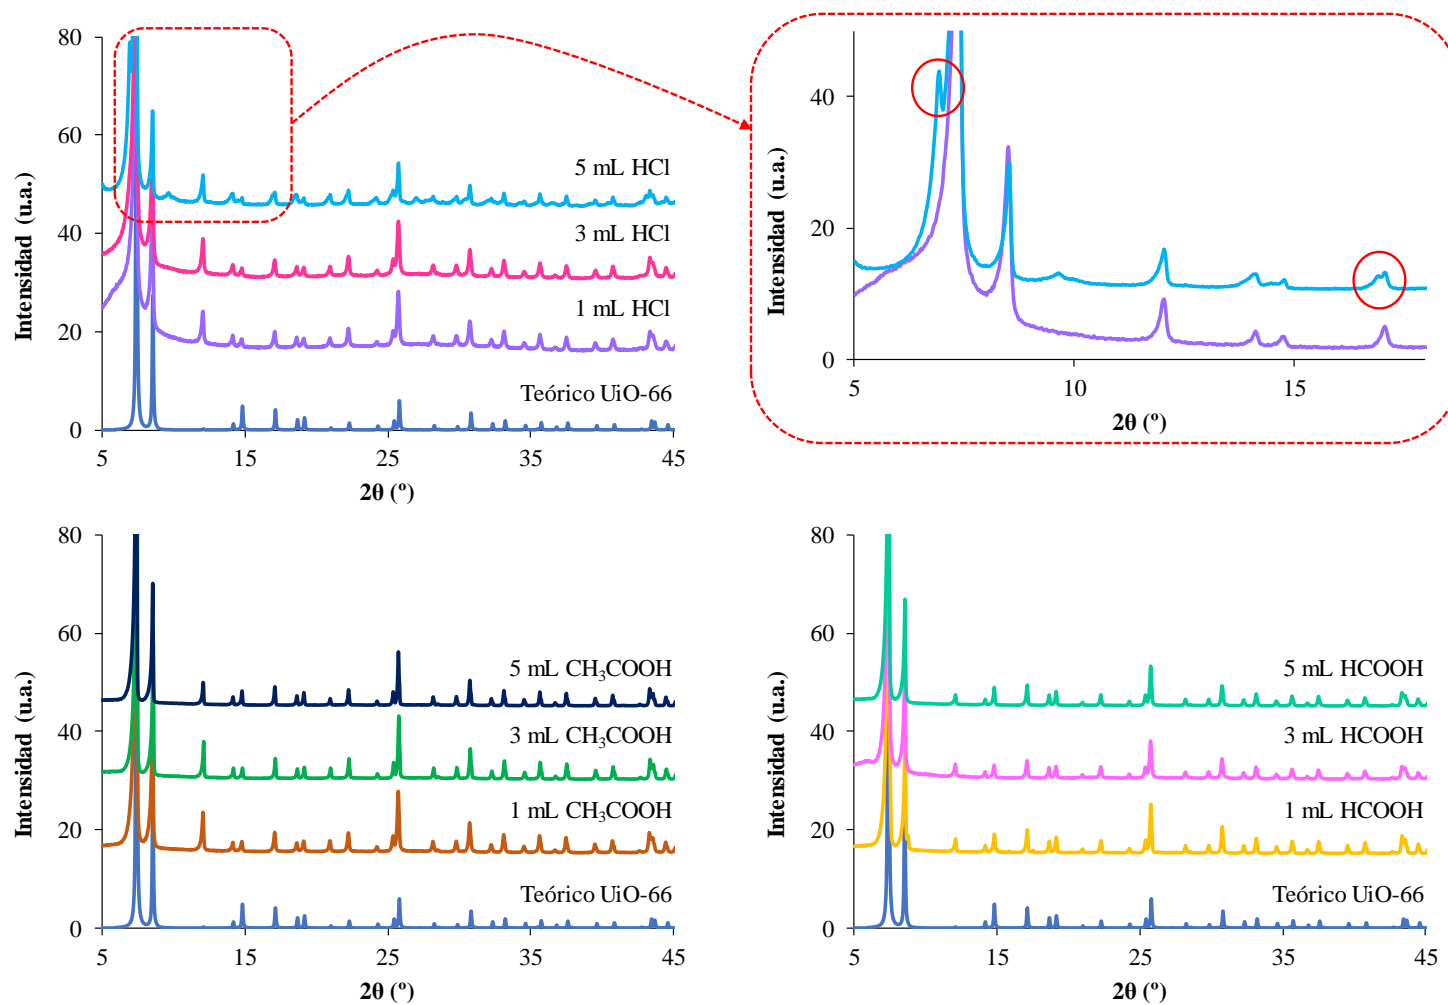 80
60
40
20
0
Intensidad (u.a.)
5 mL HCl
3 mL HCl
1 mL HCl
Teórico UiO-66
5
15
25
35
45
2θ (º)
40
20
0
Intensidad (u.a.)
5
10
15
2θ (º)
80
60
40
20
0
Intensidad (u.a.)
5 mL CH₃COOH
3 mL CH₃COOH
1 mL CH₃COOH
Teórico UiO-66
5
15
25
35
45
2θ (º)
80
60
40
20
0
Intensidad (u.a.)
5 mL HCOOH
3 mL HCOOH
1 mL HCOOH
Teórico UiO-66
5
15
25
35
45
2θ (º)